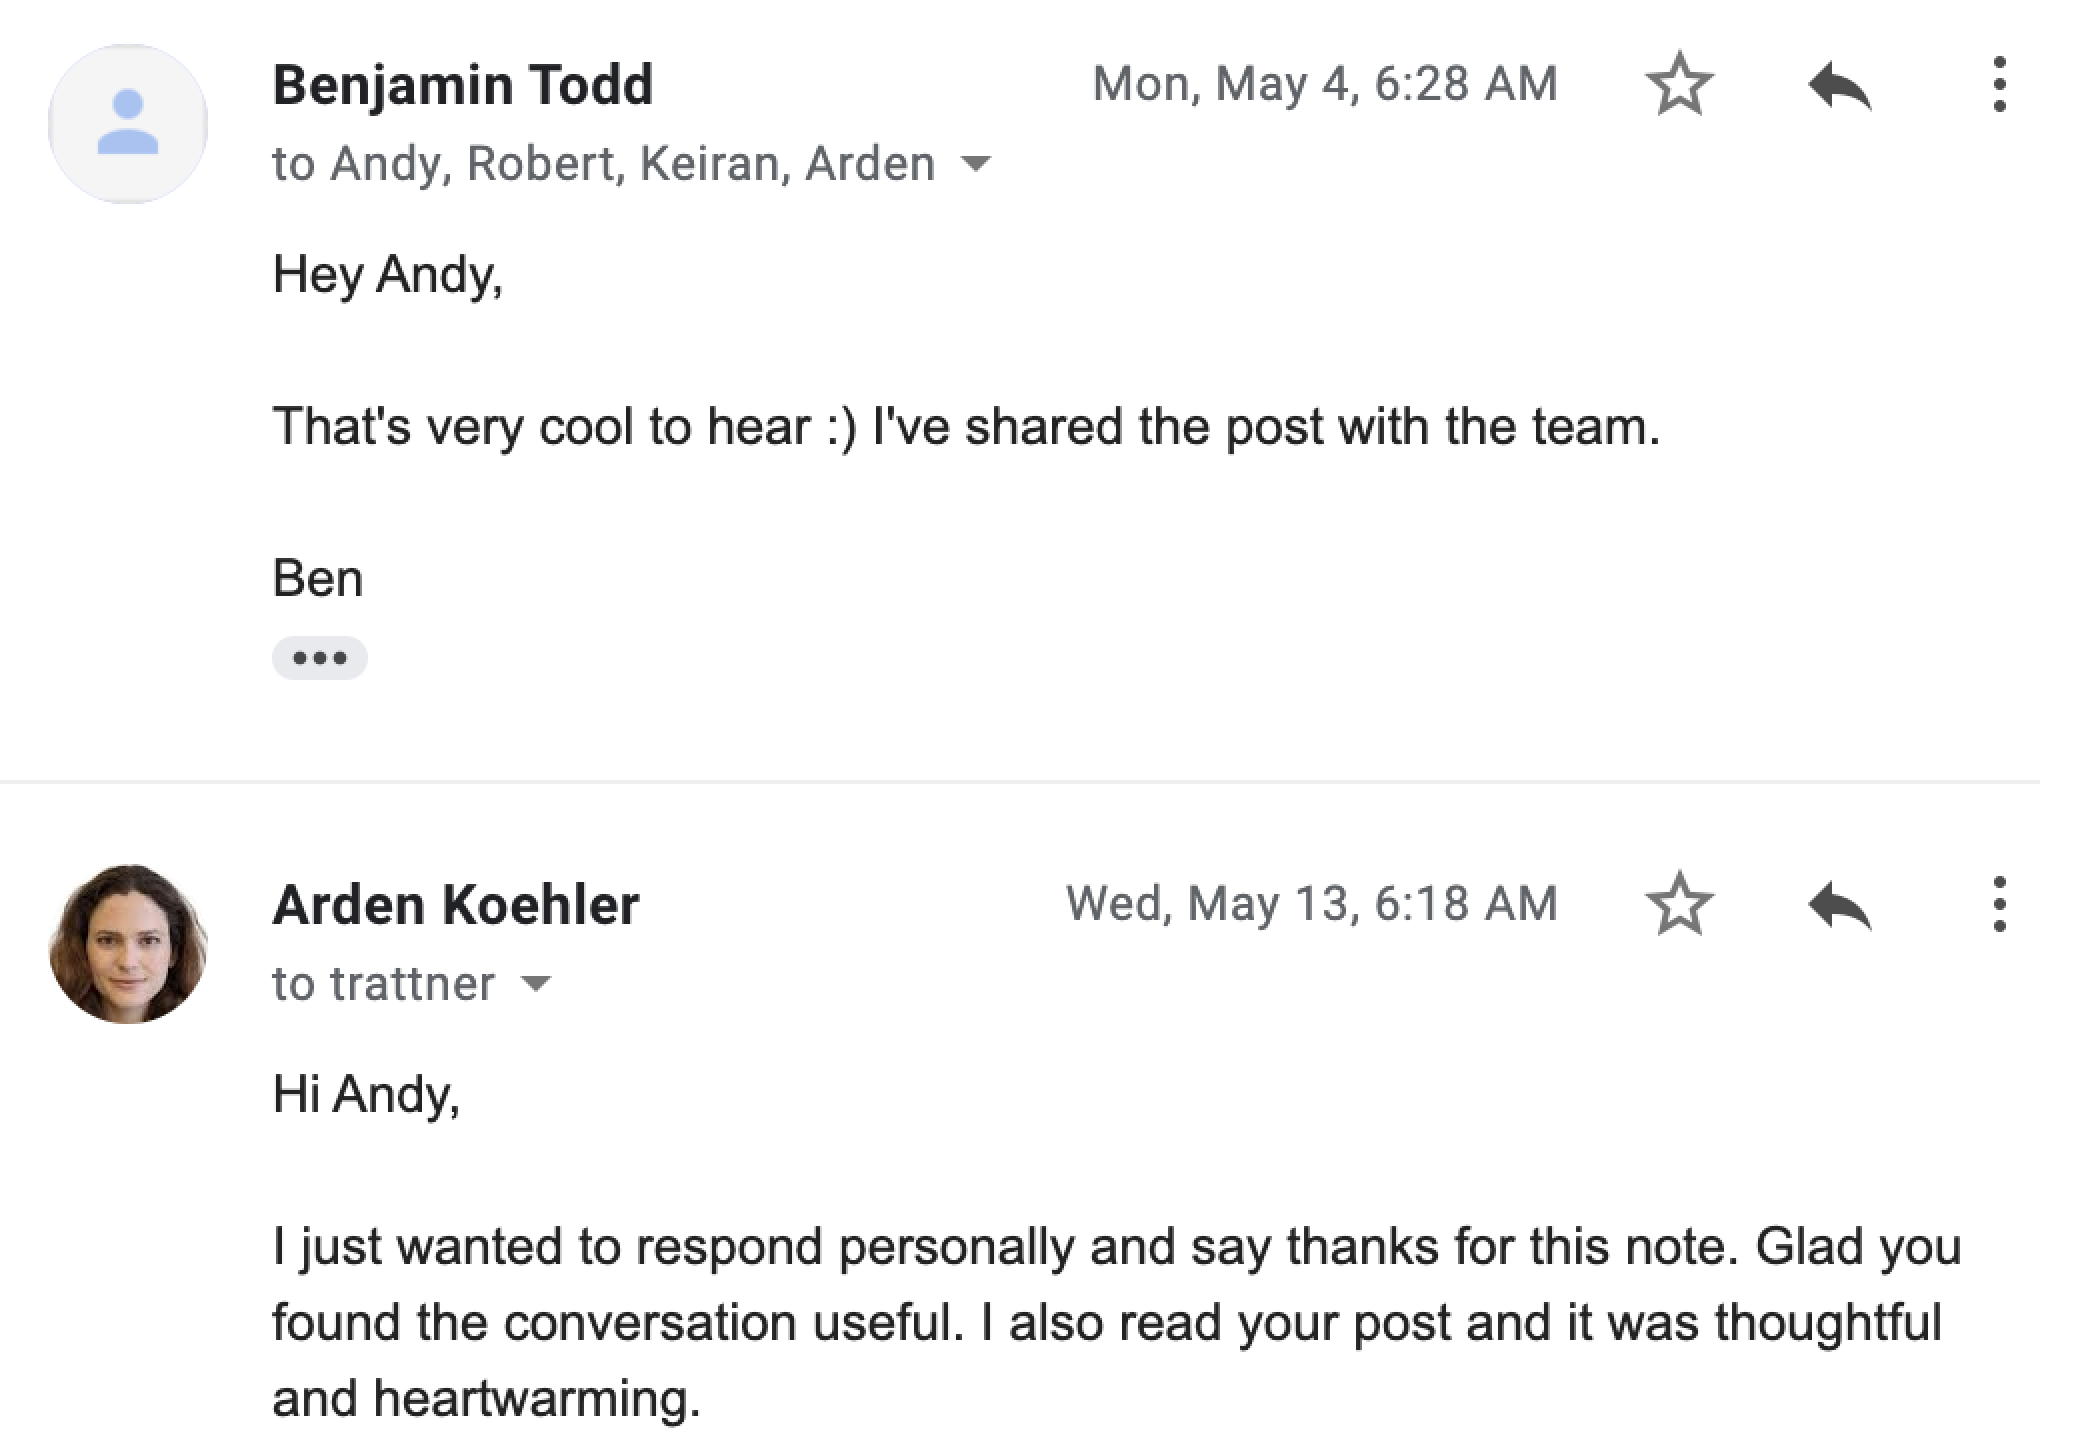 Benjamin Todd
Mon, May 4, 6:28 AM
to Andy, Robert, Keiran, Arden
Hey Andy,
That's very cool to hear :) I've shared the post with the team.
Ben
Arden Koehler
Wed, May 13, 6:18 AM
to trattner
Hi Andy,
I just wanted to respond personally and say thanks for this note. Glad you
found the conversation useful. I also read your post and it was thoughtful
and heartwarming.